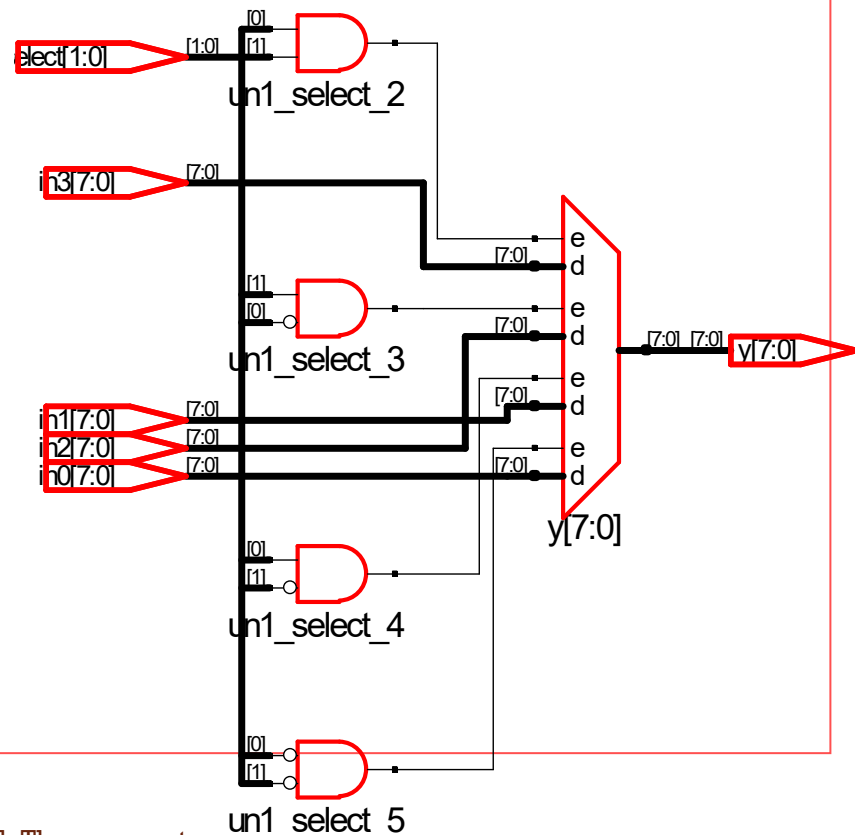 [0]
elect[1:0] [1:0] [1]
un1_select_2
in3[7:0] [7:0]
e
[7:0] d
[1]
[0]
un1_select_3
e
[7:0] d
[7:0] [7:0] y[7:0]
e
[7:0] d
in1[7:0] [7:0]
in2[7:0] [7:0]
e
in0[7:0] [7:0] [7:0] d
y[7:0]
[0]
[1]
un1_select_4
[0]
[1]
un1_select_5